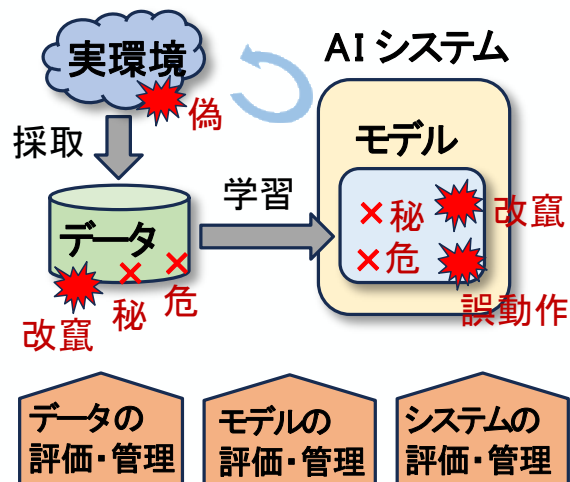 実環境
偽
AIシステム
採取
モデル
学習
データ
×秘
改竄
×危
誤動作
×
×
改竄
秘
危
データの
評価・管理
モデルの
評価・管理
システムの
評価・管理